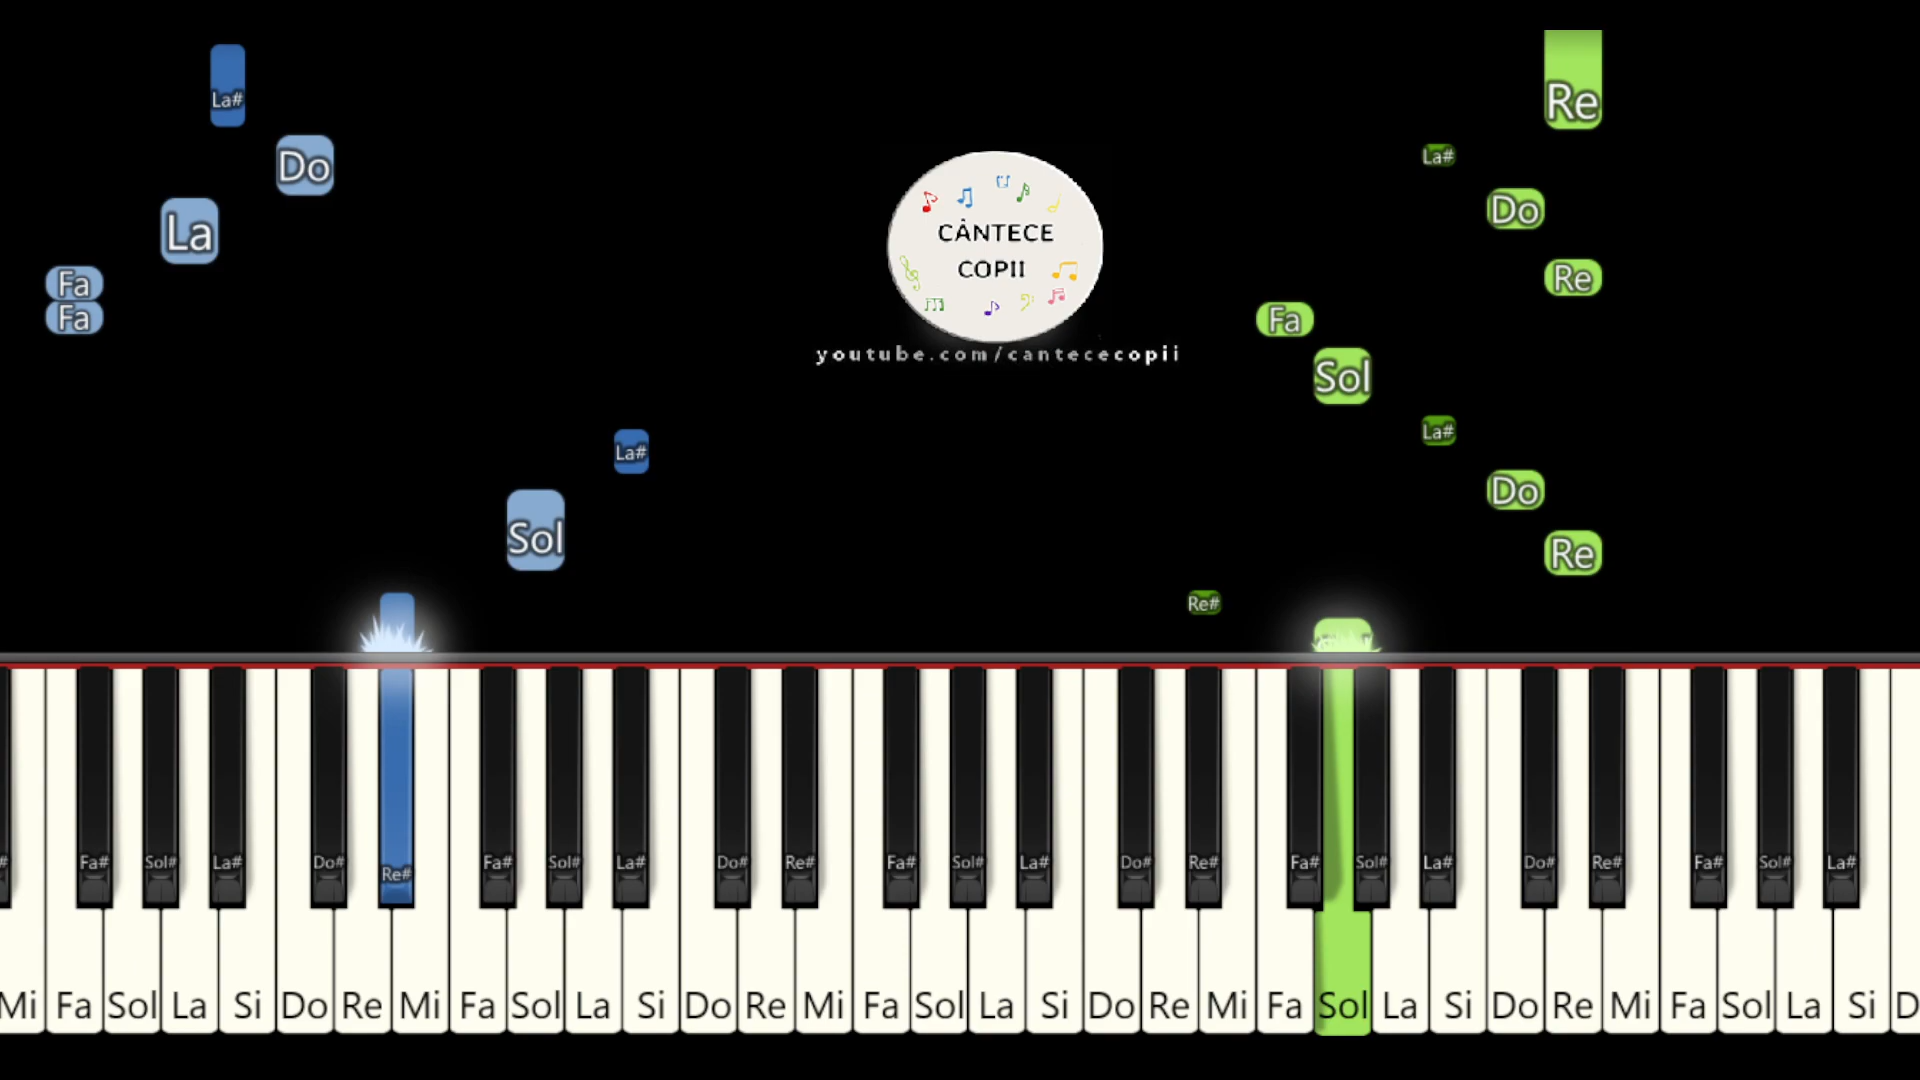 La#
Re
Do
La#
Do
La
Fa
Re
Fa
Fa
CÂNTECE
COPII
youtube.com/cantececopii
Sol
La#
La#
Sol
Do
Re
Re#
# Fa# Sol# La# Do# Re# Fa# Sol# La# Do# Re# Fa# Sol# La# Do# Re# Fa# Sol# La# Do# Re# Fa# Sol# La#
Mi Fa Sol La Si Do Re Mi Fa Sol La Si Do Re Mi Fa Sol La Si Do Re Mi Fa Sol La Si Do Re Mi Fa Sol La Si D